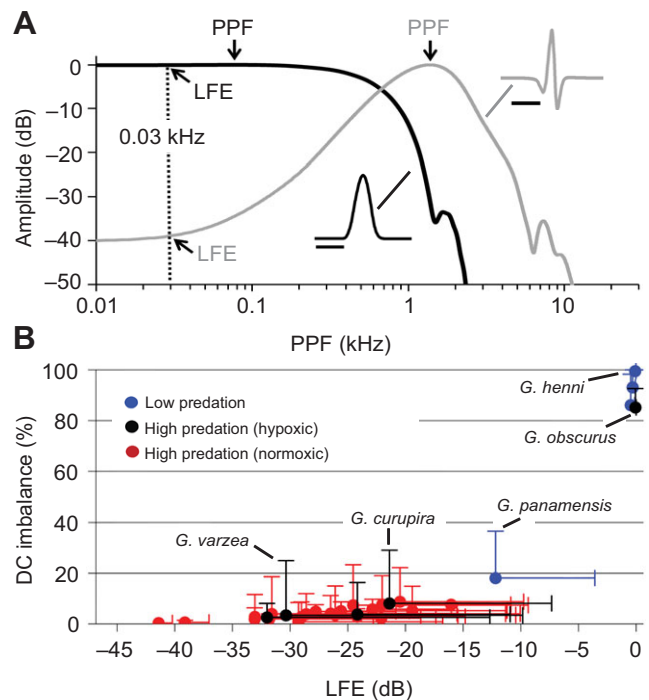 A
PPF
PPF
0
−10
−20
−30
−40
−50
Amplitude (dB)
LFE
0.03 kHz
LFE
0.01
0.1
1
10
PPF (kHz)
B
100
80
60
40
20
0
DC imbalance (%)
Low predation
High predation (hypoxic)
High predation (normoxic)
G. henni
G. obscurus
G. panamensis
G. curupira
G. varzea
−45
−40
−35
−30
−25
−20
−15
−10
−5
0
LFE (dB)